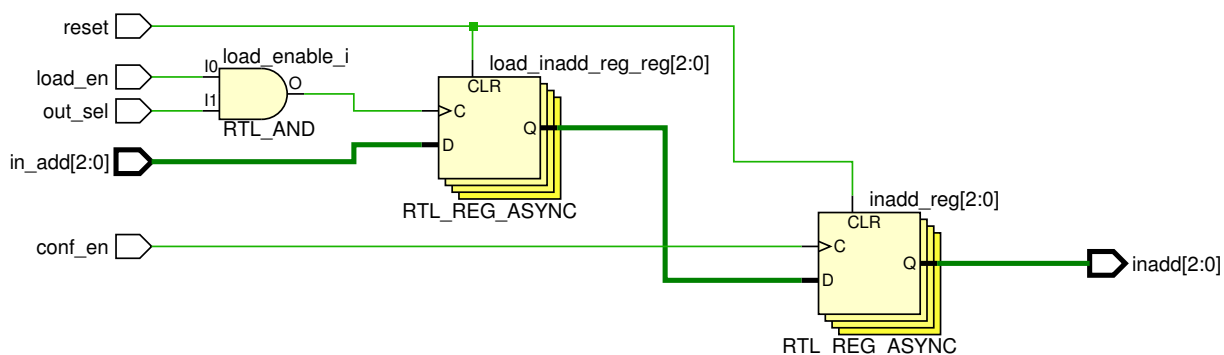 reset
load_en
out_sel
in_add[2:0]
conf_en
load_enable_i
I0
I1
O
RTL_AND
load_inadd_reg_reg[2:0]
CLR
C
D
Q
RTL_REG_ASYNC
inadd_reg[2:0]
CLR
C
D
Q
RTL_REG_ASYNC
inadd[2:0]